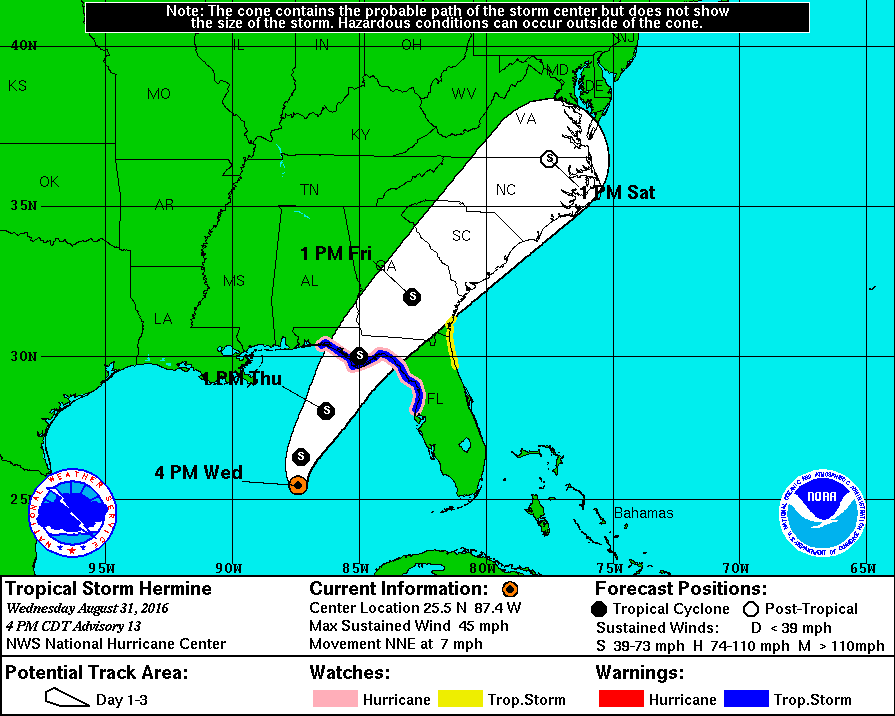 Note: The cone contains the probable path of the storm center but does not show
the size of the storm. Hazardous conditions can occur outside of the cone.
40N
IL
IN
OH
NJ
KS
MO
WV
MD
DE
VA
KY
OK
TN
NC
1 PM Sat
AR
35N
SC
1 PM Fri
GA
MS
AL
LA
30N
1 PM Thu
FL
4 PM Wed
25
NATIONAL WEATHER SERVICE
NOAA
Bahamas
95W
90W
85W
80W
75W
70W
65W
S
S
S
S
S
Tropical Storm Hermine
Wednesday August 31, 2016
4 PM CDT Advisory 13
NWS National Hurricane Center
Current Information:
Center Location 25.5 N 87.4 W
Max Sustained Wind 45 mph
Movement NNE at 7 mph
Forecast Positions:
Tropical Cyclone Post-Tropical
Sustained Winds: D < 39 mph
S 39-73 mph H 74-110 mph M > 110mph
Potential Track Area:
Day 1-3
Watches:
Hurricane Trop.Storm
Warnings:
Hurricane Trop.Storm